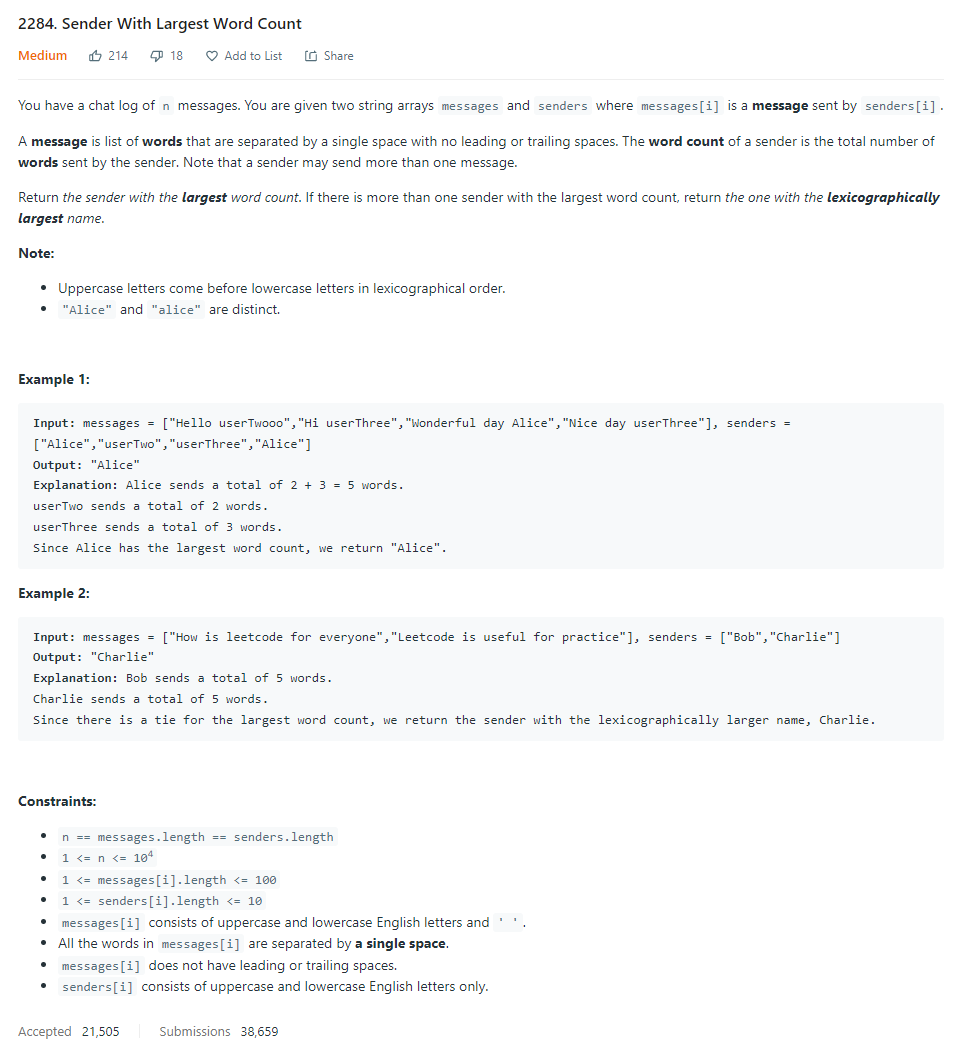 2284. Sender With Largest Word Count
Medium 214 18 Add to List Share
You have a chat log of n messages. You are given two string arrays messages and senders where messages[i] is a message sent by senders[i].
A message is list of words that are separated by a single space with no leading or trailing spaces. The word count of a sender is the total number of
words sent by the sender. Note that a sender may send more than one message.
Return the sender with the largest word count. If there is more than one sender with the largest word count, return the one with the lexicographically
largest name.
Note:
• Uppercase letters come before lowercase letters in lexicographical order.
• "Alice" and "alice" are distinct.
Example 1:
Input: messages = ["Hello userTwooo","Hi userThree","Wonderful day Alice","Nice day userThree"], senders =
["Alice","userTwo","userThree","Alice"]
Output: "Alice"
Explanation: Alice sends a total of 2 + 3 = 5 words.
userTwo sends a total of 2 words.
userThree sends a total of 3 words.
Since Alice has the largest word count, we return "Alice".
Example 2:
Input: messages = ["How is leetcode for everyone","Leetcode is useful for practice"], senders = ["Bob","Charlie"]
Output: "Charlie"
Explanation: Bob sends a total of 5 words.
Charlie sends a total of 5 words.
Since there is a tie for the largest word count, we return the sender with the lexicographically larger name, Charlie.
Constraints:
• n == messages.length == senders.length
• 1 <= n <= 10⁴
• 1 <= messages[i].length <= 100
• 1 <= senders[i].length <= 10
• messages[i] consists of uppercase and lowercase English letters and ' '.
• All the words in messages[i] are separated by a single space.
• messages[i] does not have leading or trailing spaces.
• senders[i] consists of uppercase and lowercase English letters only.
Accepted 21,505 Submissions 38,659